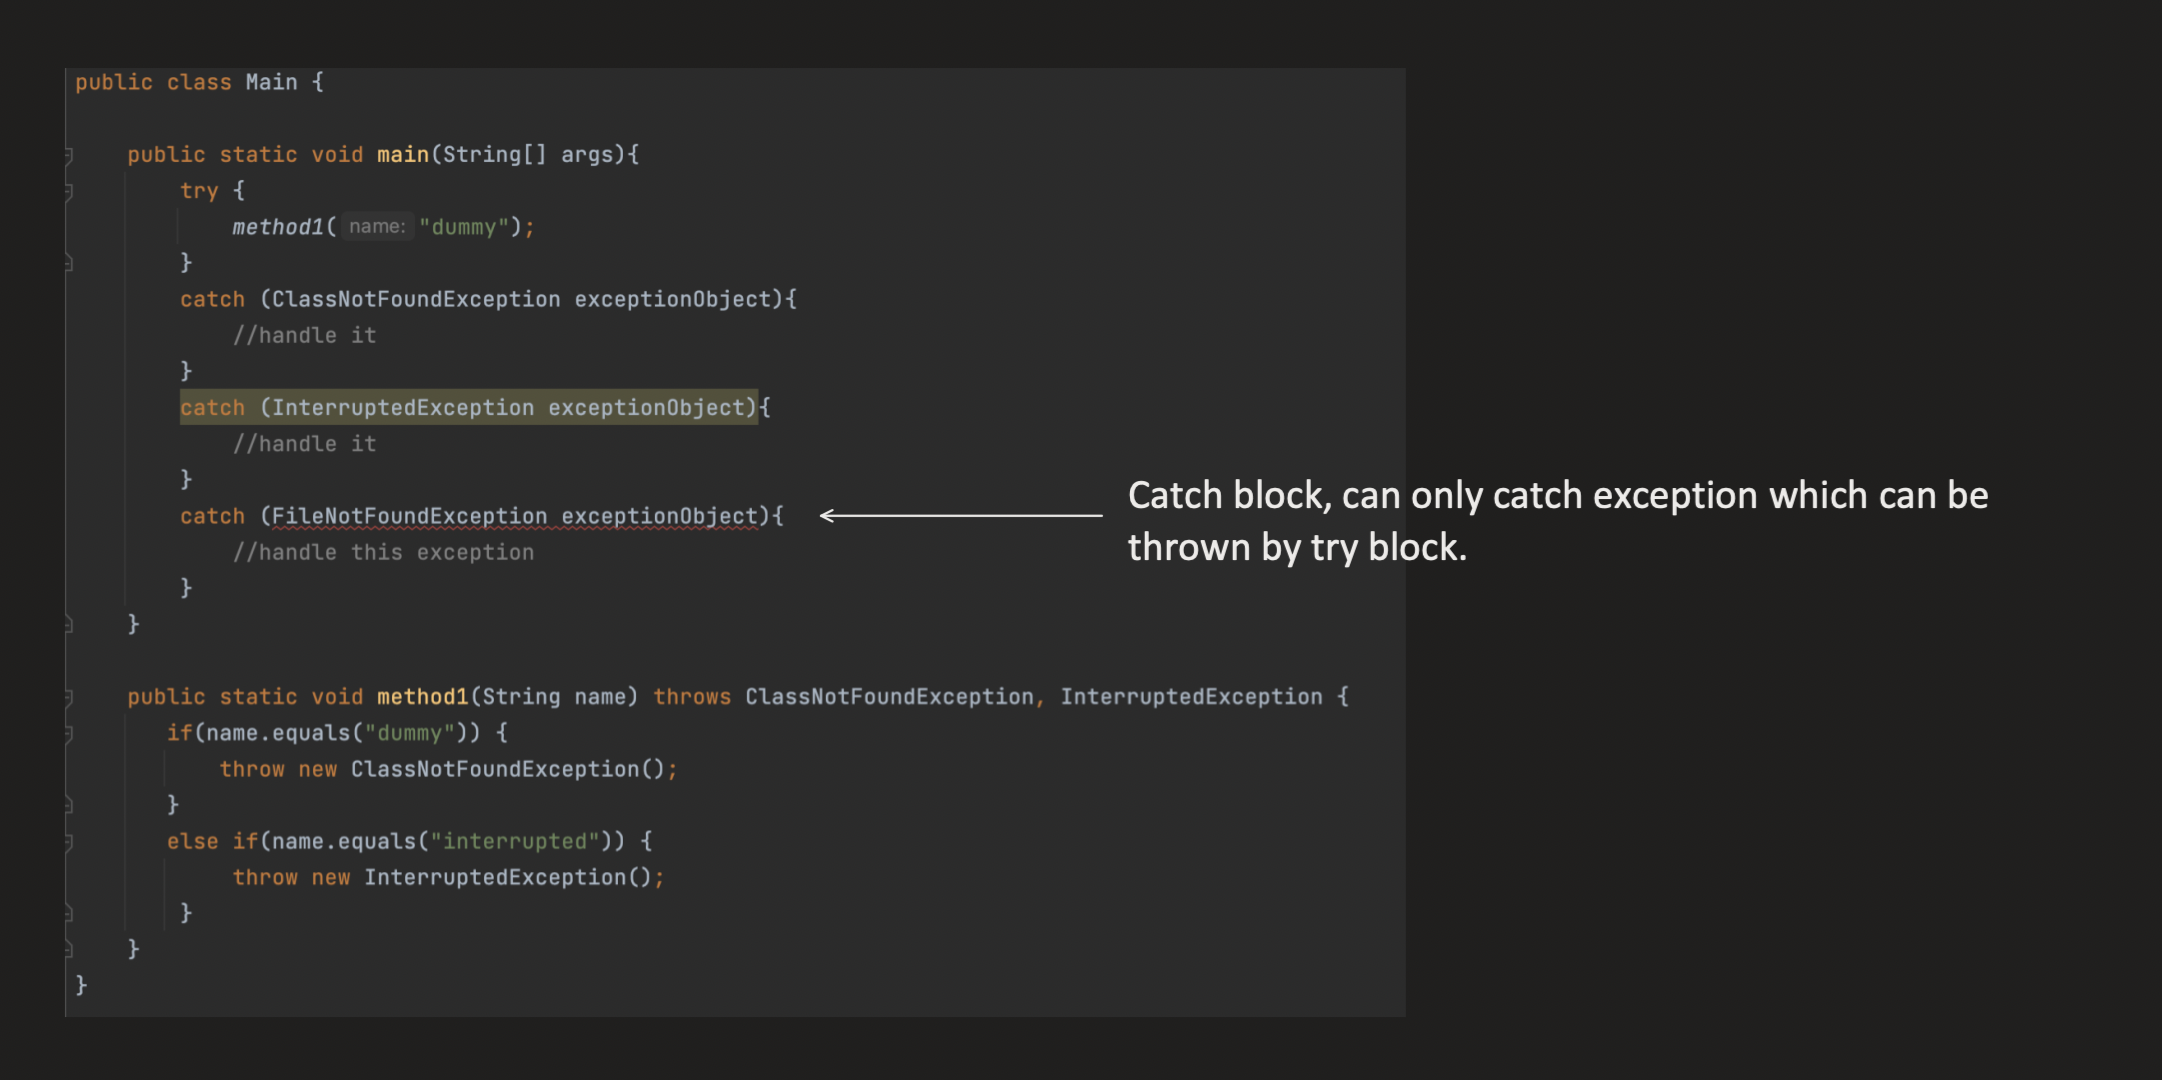 public class Main {
public static void main(String[] args){
try {
method1( name: "dummy");
}
catch (ClassNotFoundException exceptionObject){
//handle it
}
catch (InterruptedException exceptionObject){
//handle it
}
catch (FileNotFoundException exceptionObject){
//handle this exception
}
}
Catch block, can only catch exception which can be
thrown by try block.
public static void method1(String name) throws ClassNotFoundException, InterruptedException {
if(name.equals("dummy")) {
throw new ClassNotFoundException();
}
else if(name.equals("interrupted")) {
throw new InterruptedException();
}
}
}